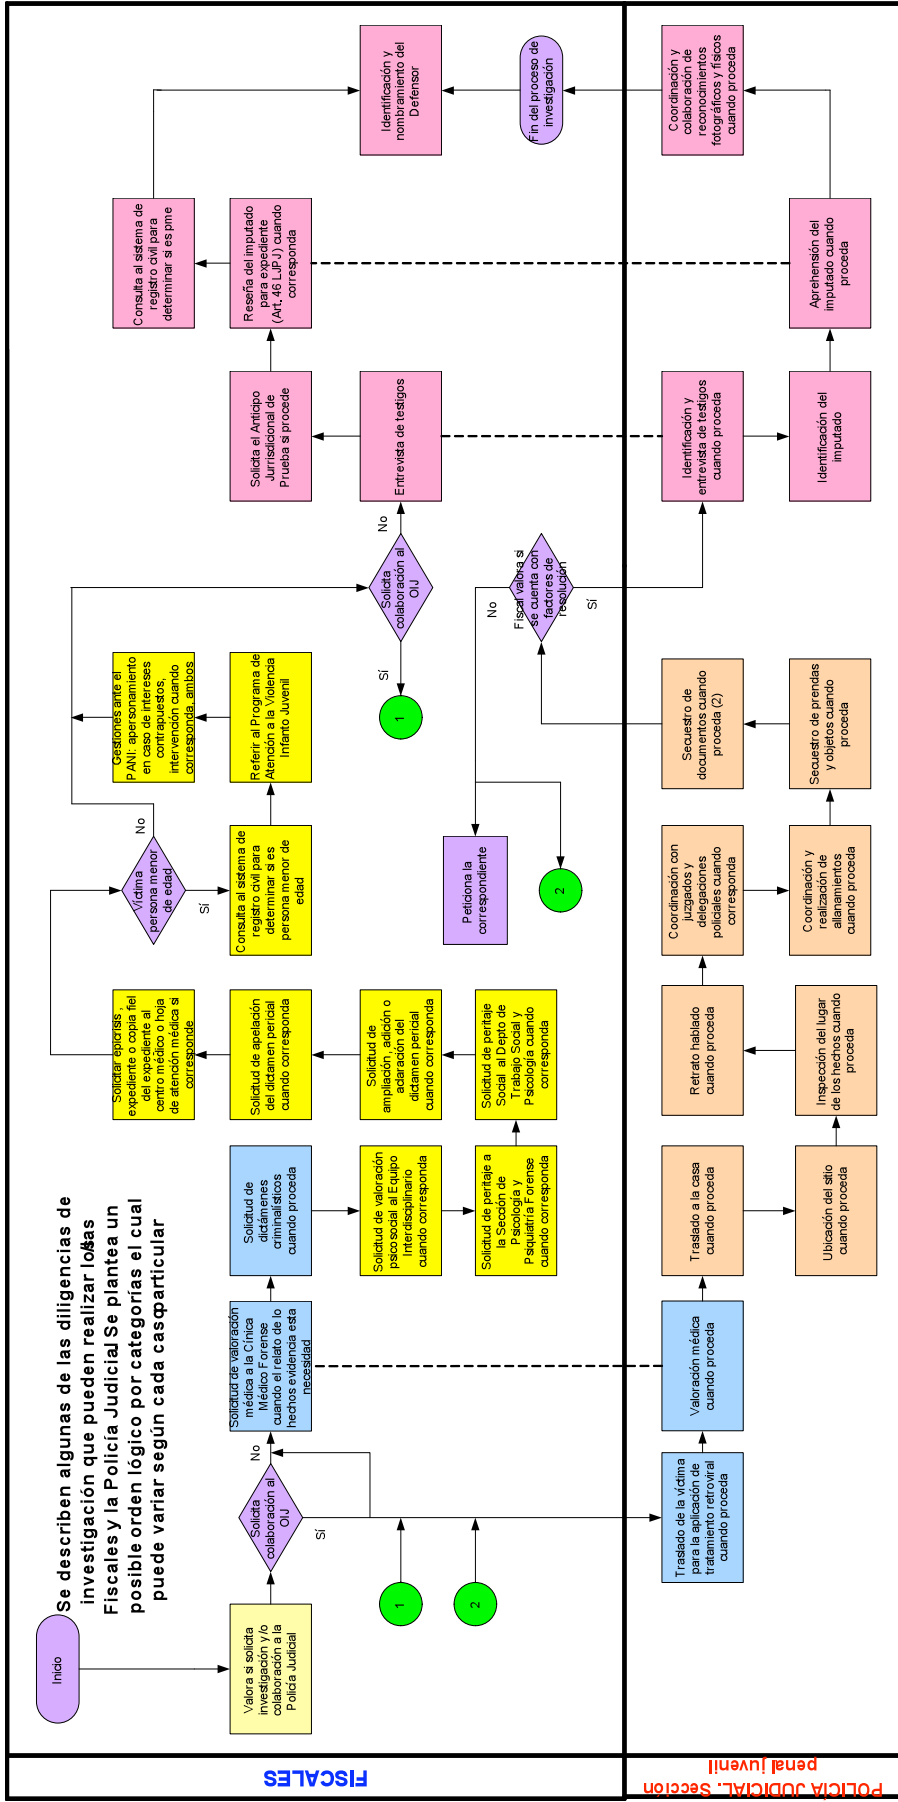 Inicio
Se describen algunas de las diligencias de
investigación que pueden realizar los/las
Fiscales y la Policía Judicial. Se plantea un
posible orden lógico por categorías el cual
puede variar según cada caso particular
FISCALES
Valora si solicita
investigación y/o
colaboración a la
Policía Judicial
Solicita
colaboración al
OIJ
No
Sí
1
2
Solicitud de valoración
médica a la Cínica
Médico Forense
cuando el relato de lo
hechos evidencia esta
necesidad
Solicitud de
dictámenes
criminalísticos
cuando proceda
Solicitud de valoración
psicosocial al Equipo
Interdisciplinario
cuando corresponda
Solicitud de peritaje a
la Sección de
Psicología y
Psiquiatría Forense
cuando corresponda
Solicitud de peritaje
Social al Depto de
Trabajo Social y
Psicología cuando
corresponda
Solicitud de
ampliación, adición o
aclaración del
dictamen pericial
cuando corresponda
Solicitud de apelación
del dictamen pericial
cuando corresponda
Solicitar epicrisis ,
expediente o copia fiel
del expediente al
centro médico o hoja
de atención médica si
corresponde
Víctima
persona menor
de edad
No
Sí
Consulta al sistema de
registro civil para
determinar si es
persona menor de
edad
Referir al Programa de
Atención a la Violencia
Infanto Juvenil
Gestiones ante el
PANI: apersonamiento
en caso de intereses
contrapuestos,
intervención cuando
corresponda, ambos
Solicita
colaboración al
OIJ
Sí
No
1
Entrevista de testigos
Solicita el Anticipo
Jurrisdicional de
Prueba si procede
Reseña del imputado
para expediente
(Art. 46 LJPJ) cuando
corresponda
Consulta al sistema de
registro civil para
determinar si es pme
Identificación y
nombramiento del
Defensor
Fin del proceso de
investigación
Peticiona la
correspondiente
2
Fiscal valora si
se cuenta con
factores de
resolución
No
Sí
POLICIA JUDICIAL. Sección
penal juvenil
Traslado de la víctima
para la aplicación de
tratamiento retroviral
cuando proceda
Valoración médica
cuando proceda
Traslado a la casa
cuando proceda
Ubicación del sitio
cuando proceda
Inspección del lugar
de los hechos cuando
proceda
Retrato hablado
cuando proceda
Coordinación con
juzgados y
delegaciones
policiales cuando
corresponda
Coordinación y
realización de
allanamientos
cuando proceda
Secuestro de prendas
y objetos cuando
proceda
Secuestro de
documentos cuando
proceda (2)
Identificación y
entrevista de testigos
cuando proceda
Identificación del
imputado
Aprehensión del
imputado cuando
proceda
Coordinación y
colaboración de
reconocimientos
fotográficos y físicos
cuando proceda